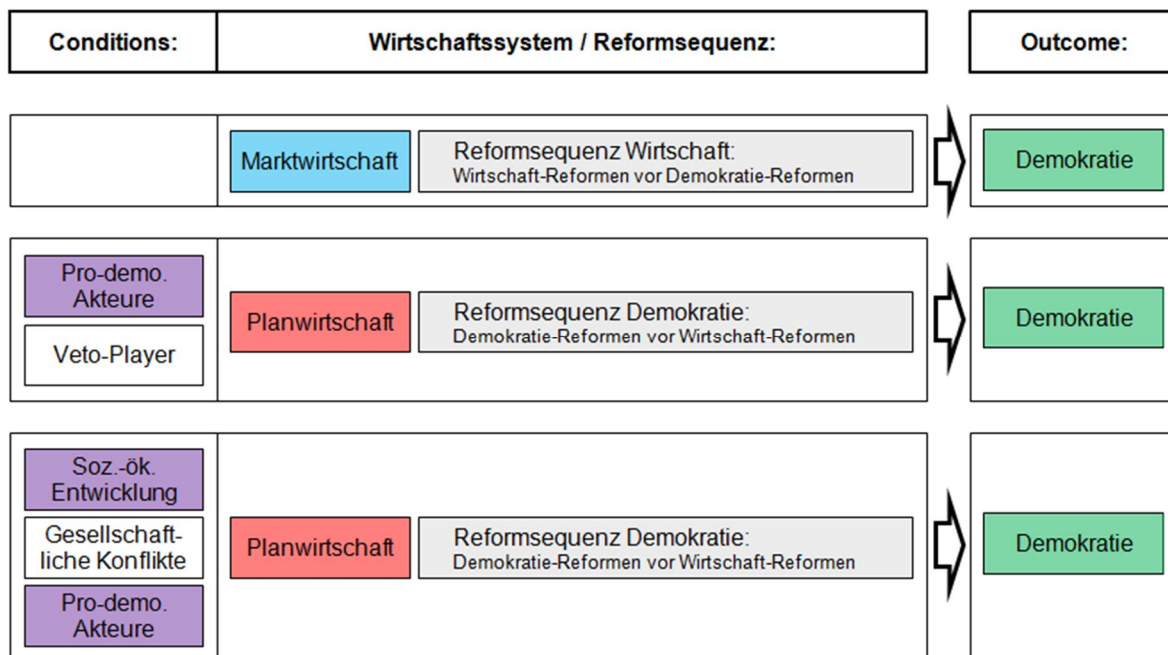 Conditions:
Wirtschaftssystem / Reformsequenz:
Outcome:
Marktwirtschaft
Reformsequenz Wirtschaft:
Wirtschaft-Reformen vor Demokratie-Reformen
Demokratie
Pro-demo.
Akteure
Veto-Player
Planwirtschaft
Reformsequenz Demokratie:
Demokratie-Reformen vor Wirtschaft-Reformen
Demokratie
Soz.-ök.
Entwicklung
Gesellschaft-
liche Konflikte
Pro-demo.
Akteure
Planwirtschaft
Reformsequenz Demokratie:
Demokratie-Reformen vor Wirtschaft-Reformen
Demokratie